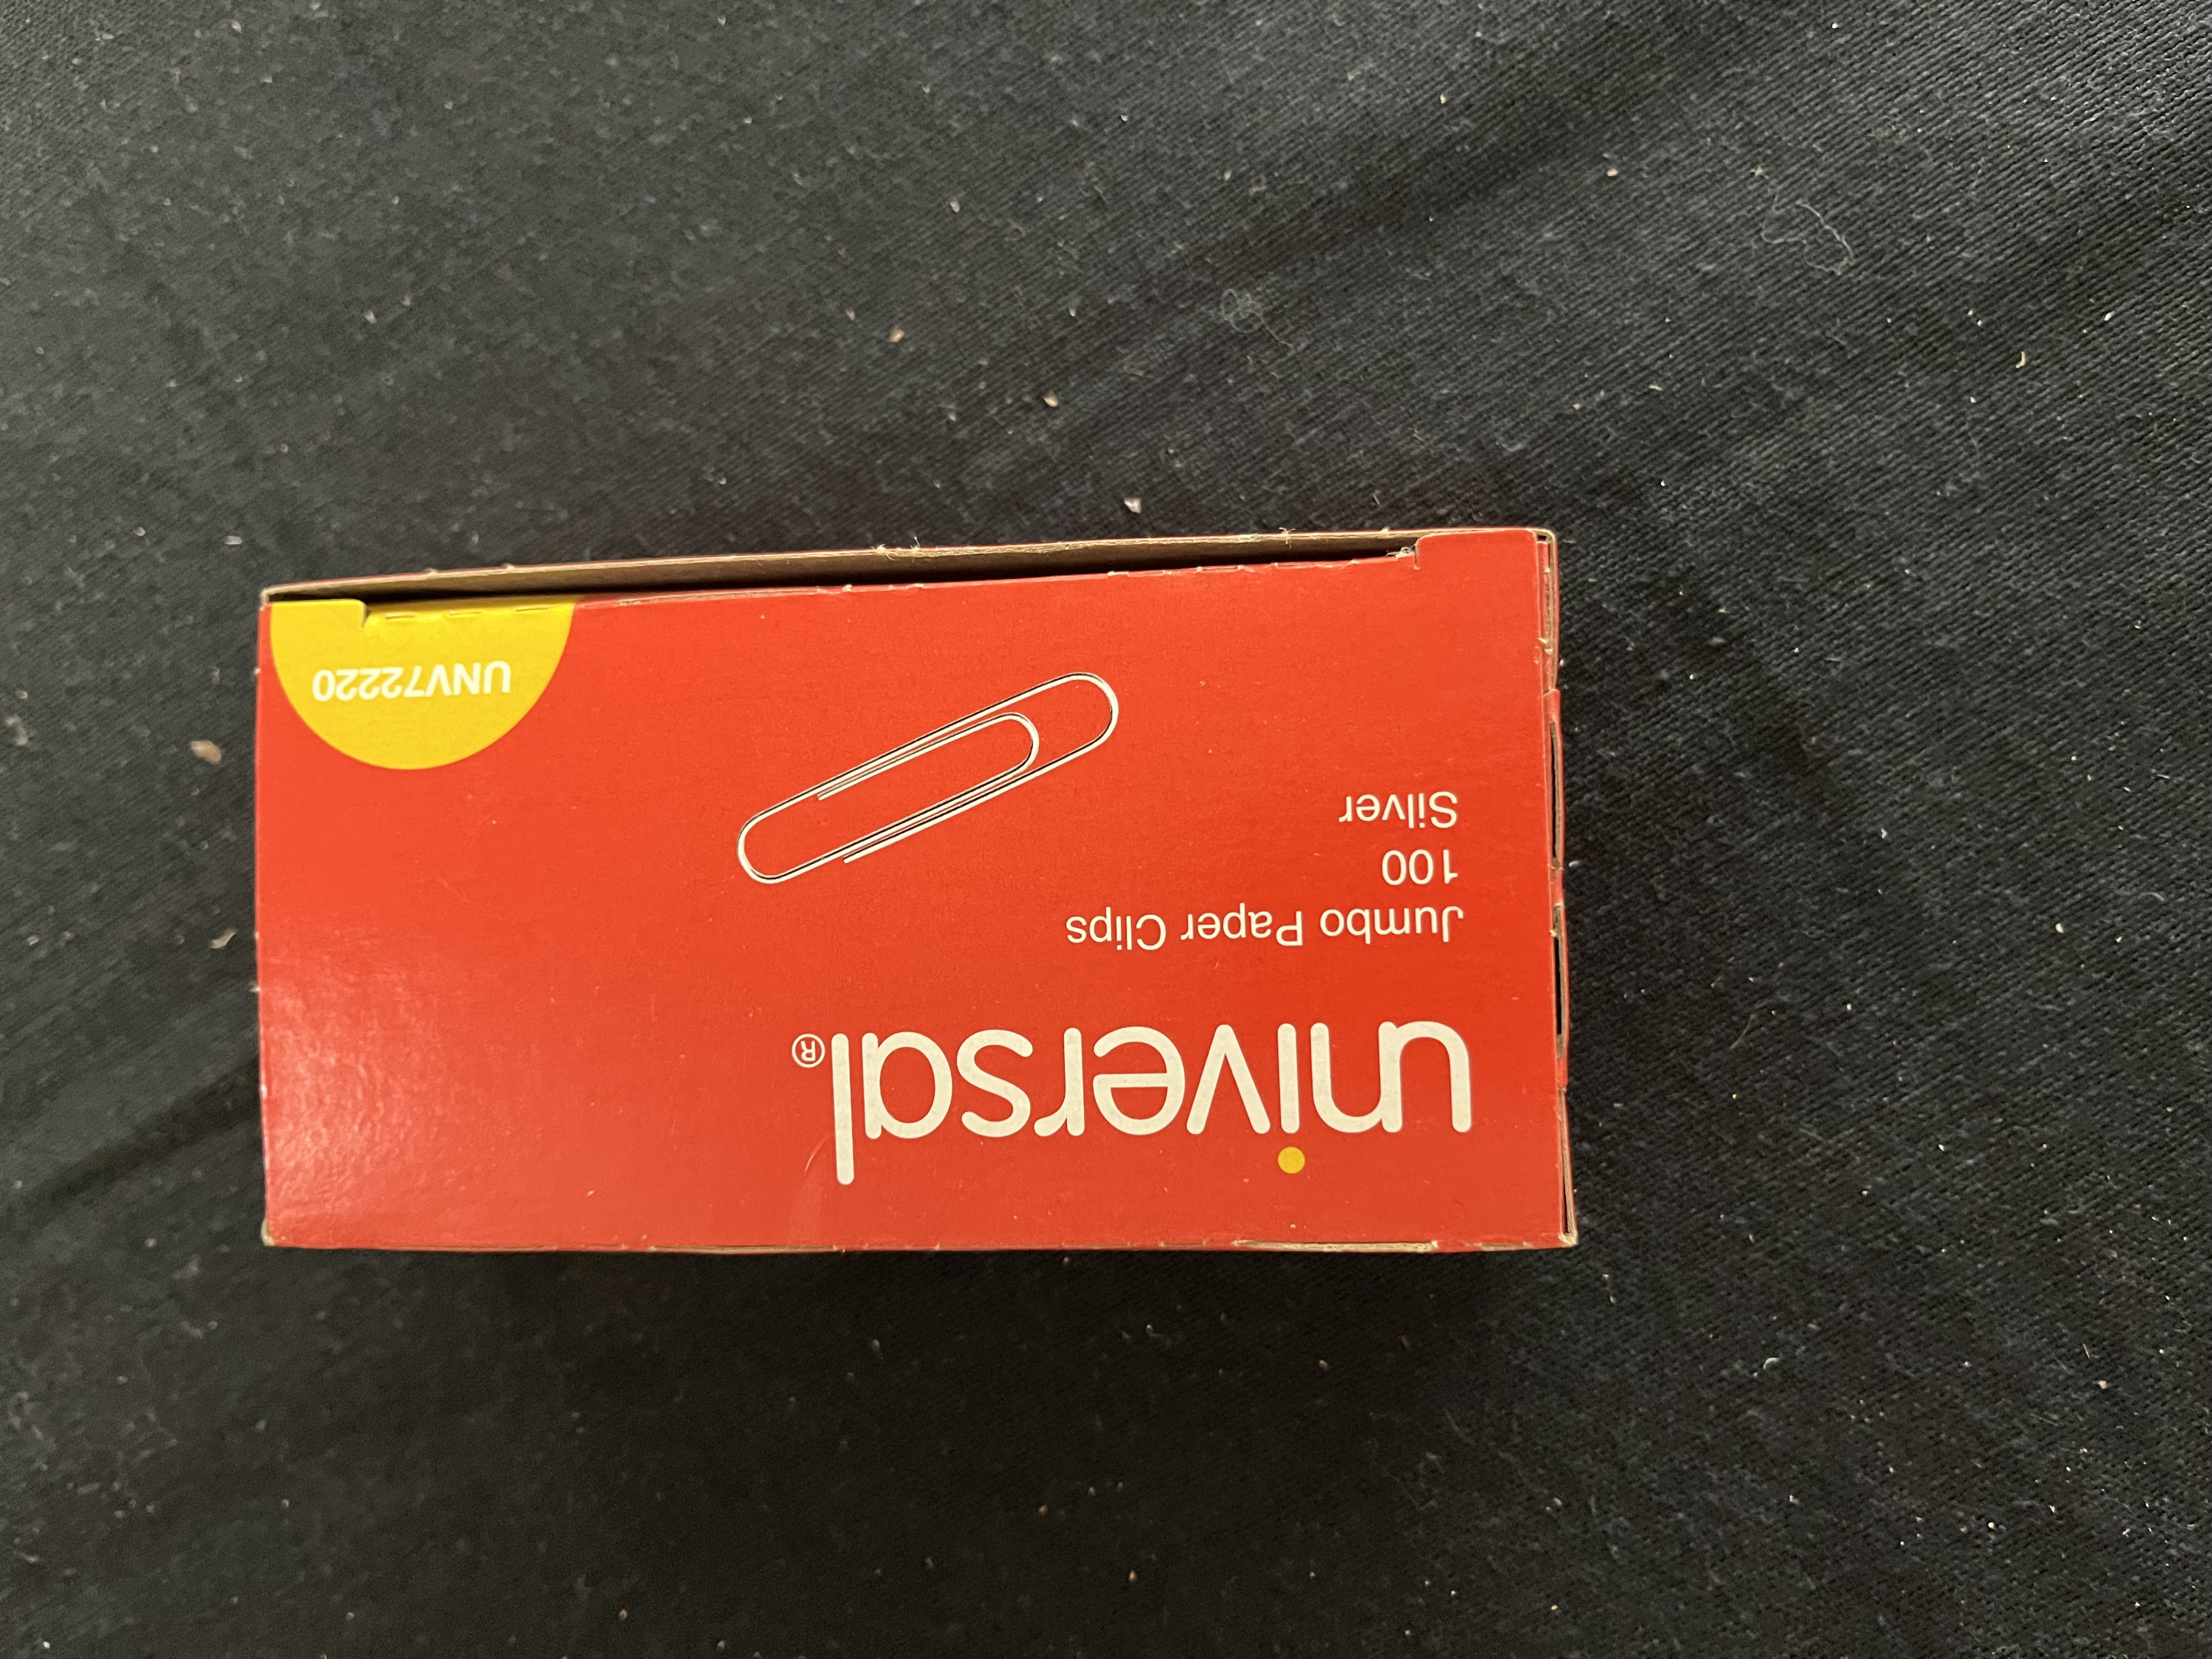 universal®
Jumbo Paper Clips
100
Silver
UNV72220